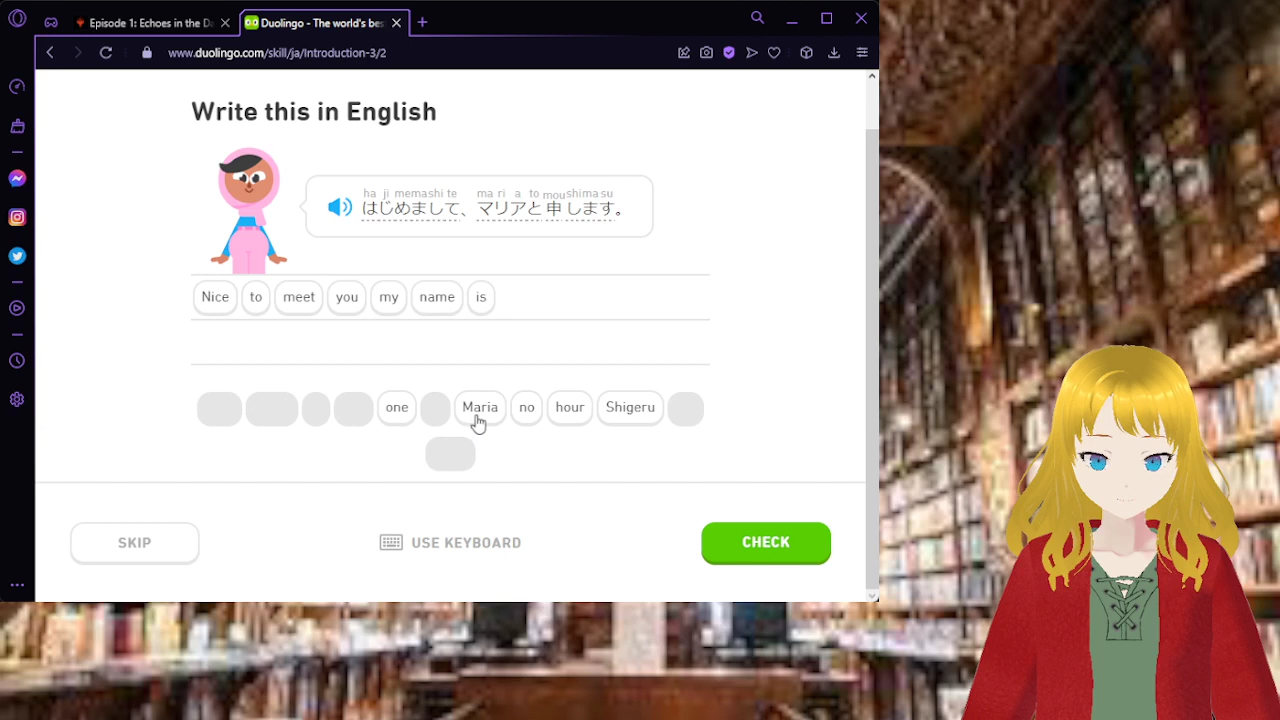 Episode 1: Echoes in the Da
Duolingo - The world's bes
www.duolingo.com/skill/ja/Introduction-3/2
Write this in English
ha ji memashi te ma ri a to mou shima su
はじめまして、マリアと申します。
Nice to meet you my name is
one Maria no hour Shigeru
SKIP
USE KEYBOARD
CHECK